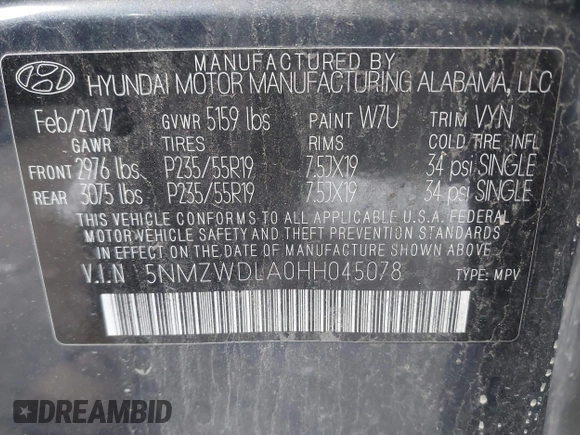 MANUFACTURED BY
HYUNDAI MOTOR MANUFACTURING ALABAMA, LLC
Feb/21/17 GVWR 5159 lbs PAINT W7U TRIM VYN
GAWR TIRES RIMS COLD TIRE INFL
FRONT 2976 lbs P235/55R19 7.5JX19 34 psi SINGLE
REAR 3075 lbs P235/55R19 7.5JX19 34 psi SINGLE
THIS VEHICLE CONFORMS TO ALL APPLICABLE U.S.A. FEDERAL
MOTOR VEHICLE SAFETY AND THEFT PREVENTION STANDARDS
IN EFFECT ON THE DATE OF MANUFACTURE SHOWN ABOVE
V.I.N 5NMZWDLA0HH045078 TYPE: MPV
DREAMBID